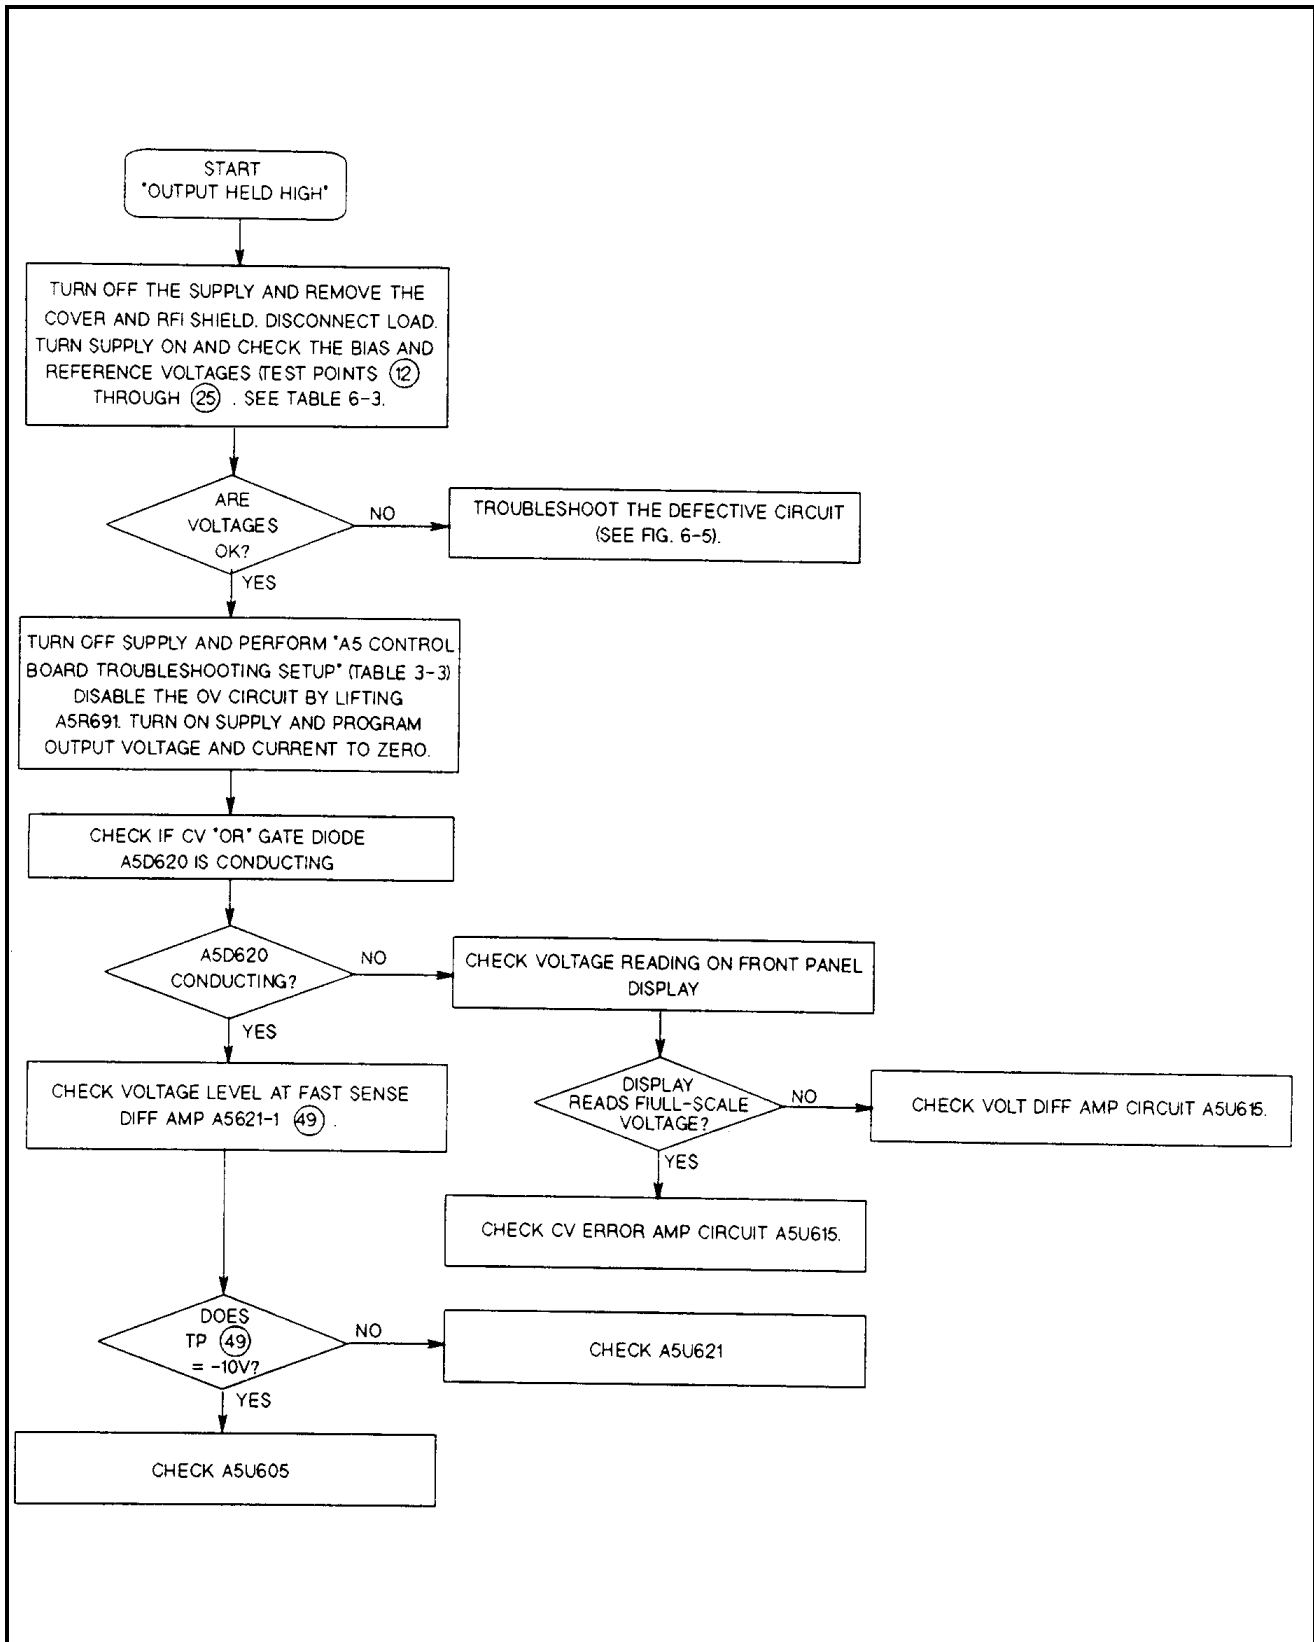 START
"OUTPUT HELD HIGH"
TURN OFF THE SUPPLY AND REMOVE THE
COVER AND RFI SHIELD. DISCONNECT LOAD.
TURN SUPPLY ON AND CHECK THE BIAS AND
REFERENCE VOLTAGES (TEST POINTS 12
THROUGH 25 . SEE TABLE 6-3.
ARE
VOLTAGES
OK?
NO
TROUBLESHOOT THE DEFECTIVE CIRCUIT
(SEE FIG. 6-5).
YES
TURN OFF SUPPLY AND PERFORM "A5 CONTROL
BOARD TROUBLESHOOTING SETUP" (TABLE 3-3)
DISABLE THE OV CIRCUIT BY LIFTING
A5R691. TURN ON SUPPLY AND PROGRAM
OUTPUT VOLTAGE AND CURRENT TO ZERO.
CHECK IF CV "OR" GATE DIODE
A5D620 IS CONDUCTING
A5D620
CONDUCTING?
NO
CHECK VOLTAGE READING ON FRONT PANEL
DISPLAY
YES
CHECK VOLTAGE LEVEL AT FAST SENSE
DIFF AMP A5621-1 49 .
DISPLAY
READS FIULL-SCALE
VOLTAGE?
NO
CHECK VOLT DIFF AMP CIRCUIT A5U615.
YES
CHECK CV ERROR AMP CIRCUIT A5U615.
DOES
TP 49
= -10V?
NO
CHECK A5U621
YES
CHECK A5U605